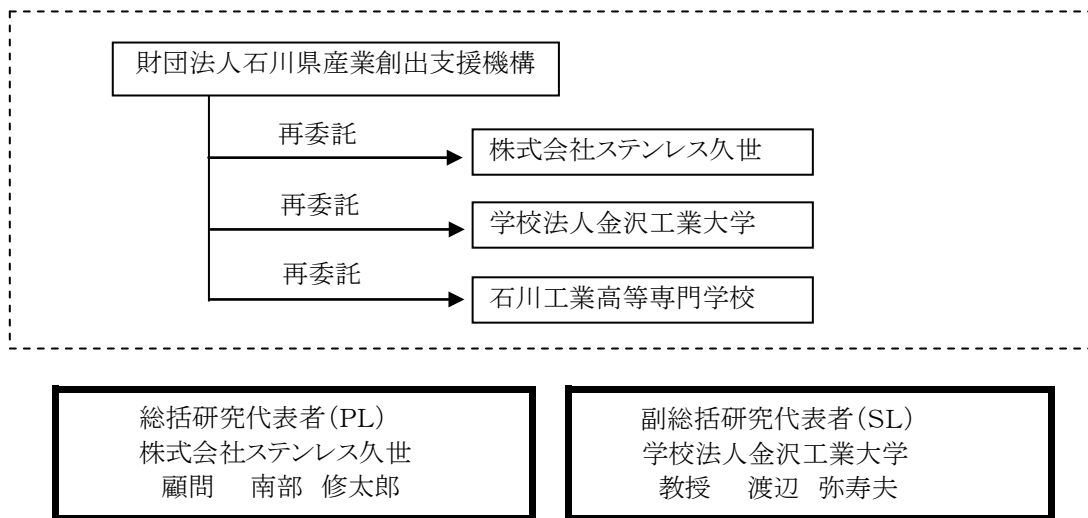 財団法人石川県産業創出支援機構
再委託
株式会社ステンレス久世
再委託
学校法人金沢工業大学
再委託
石川工業高等専門学校
総括研究代表者(PL)
株式会社ステンレス久世
顧問 南部 修太郎
副総括研究代表者(SL)
学校法人金沢工業大学
教授 渡辺 弥寿夫